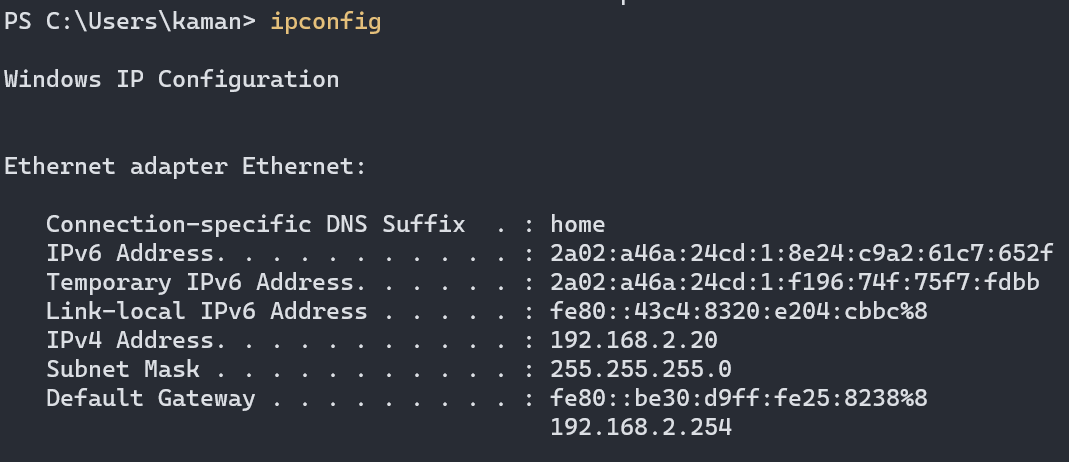 PS C:\Users\kaman> ipconfig
Windows IP Configuration
Ethernet adapter Ethernet:
Connection-specific DNS Suffix  . : home
IPv6 Address. . . . . . . . . . . : 2a02:a46a:24cd:1:8e24:c9a2:61c7:652f
Temporary IPv6 Address. . . . . . : 2a02:a46a:24cd:1:f196:74f:75f7:fdbb
Link-local IPv6 Address . . . . . : fe80::43c4:8320:e204:cbbc%8
IPv4 Address. . . . . . . . . . . : 192.168.2.20
Subnet Mask . . . . . . . . . . . : 255.255.255.0
Default Gateway . . . . . . . . . : fe80::be30:d9ff:fe25:8238%8
192.168.2.254